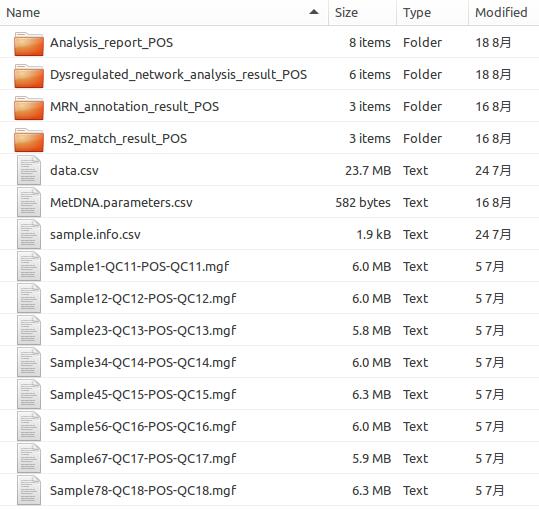 Name Size Type Modified
Analysis_report_POS 8 items Folder 18 8月
Dysregulated_network_analysis_result_POS 6 items Folder 18 8月
MRN_annotation_result_POS 3 items Folder 16 8月
ms2_match_result_POS 3 items Folder 16 8月
data.csv 23.7 MB Text 24 7月
MetDNA.parameters.csv 582 bytes Text 16 8月
sample.info.csv 1.9 kB Text 24 7月
Sample1-QC11-POS-QC11.mgf 6.0 MB Text 5 7月
Sample12-QC12-POS-QC12.mgf 6.0 MB Text 5 7月
Sample23-QC13-POS-QC13.mgf 5.8 MB Text 5 7月
Sample34-QC14-POS-QC14.mgf 6.0 MB Text 5 7月
Sample45-QC15-POS-QC15.mgf 6.3 MB Text 5 7月
Sample56-QC16-POS-QC16.mgf 6.0 MB Text 5 7月
Sample67-QC17-POS-QC17.mgf 5.9 MB Text 5 7月
Sample78-QC18-POS-QC18.mgf 6.3 MB Text 5 7月